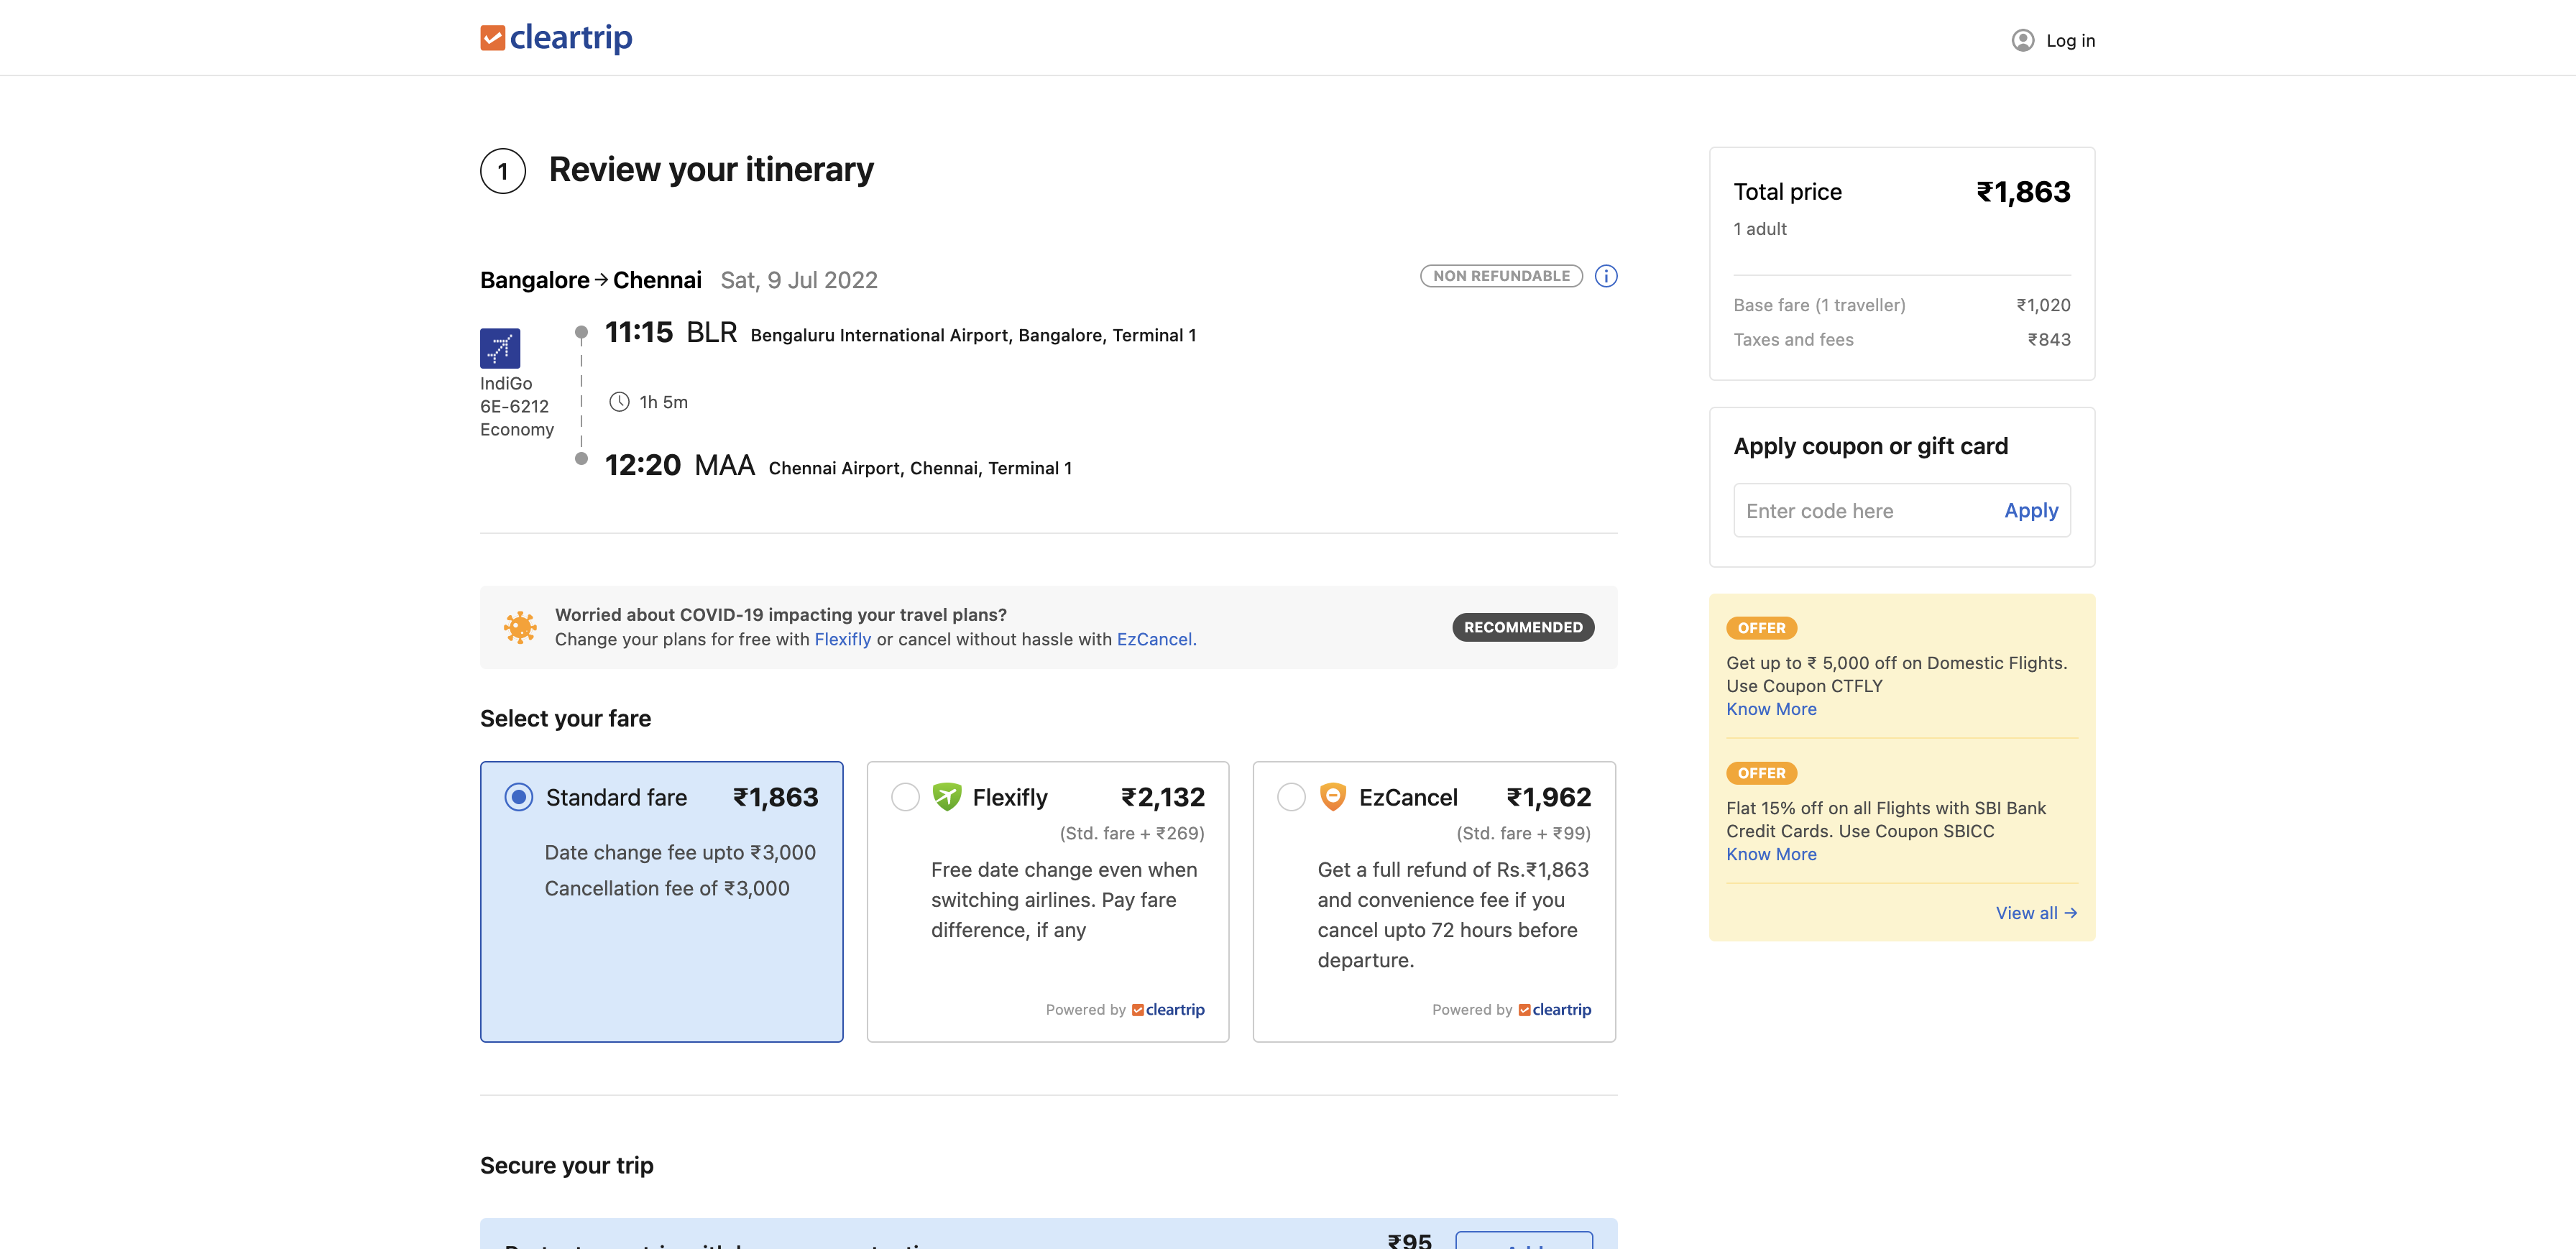 cleartrip
Log in
1 Review your itinerary
Bangalore → Chennai Sat, 9 Jul 2022
NON REFUNDABLE
IndiGo
6E-6212
Economy
11:15 BLR Bengaluru International Airport, Bangalore, Terminal 1
1h 5m
12:20 MAA Chennai Airport, Chennai, Terminal 1
Worried about COVID-19 impacting your travel plans?
Change your plans for free with Flexifly or cancel without hassle with EzCancel.
RECOMMENDED
Select your fare
Standard fare ₹1,863
Date change fee upto ₹3,000
Cancellation fee of ₹3,000
Flexifly ₹2,132
(Std. fare + ₹269)
Free date change even when
switching airlines. Pay fare
difference, if any
Powered by cleartrip
EzCancel ₹1,962
(Std. fare + ₹99)
Get a full refund of Rs.₹1,863
and convenience fee if you
cancel upto 72 hours before
departure.
Powered by cleartrip
Secure your trip
₹95
Total price ₹1,863
1 adult
Base fare (1 traveller) ₹1,020
Taxes and fees ₹843
Apply coupon or gift card
Enter code here Apply
OFFER
Get up to ₹ 5,000 off on Domestic Flights.
Use Coupon CTFLY
Know More
OFFER
Flat 15% off on all Flights with SBI Bank
Credit Cards. Use Coupon SBICC
Know More
View all →